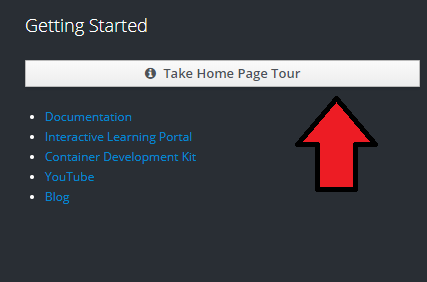 Getting Started
Take Home Page Tour
Documentation
Interactive Learning Portal
Container Development Kit
YouTube
Blog